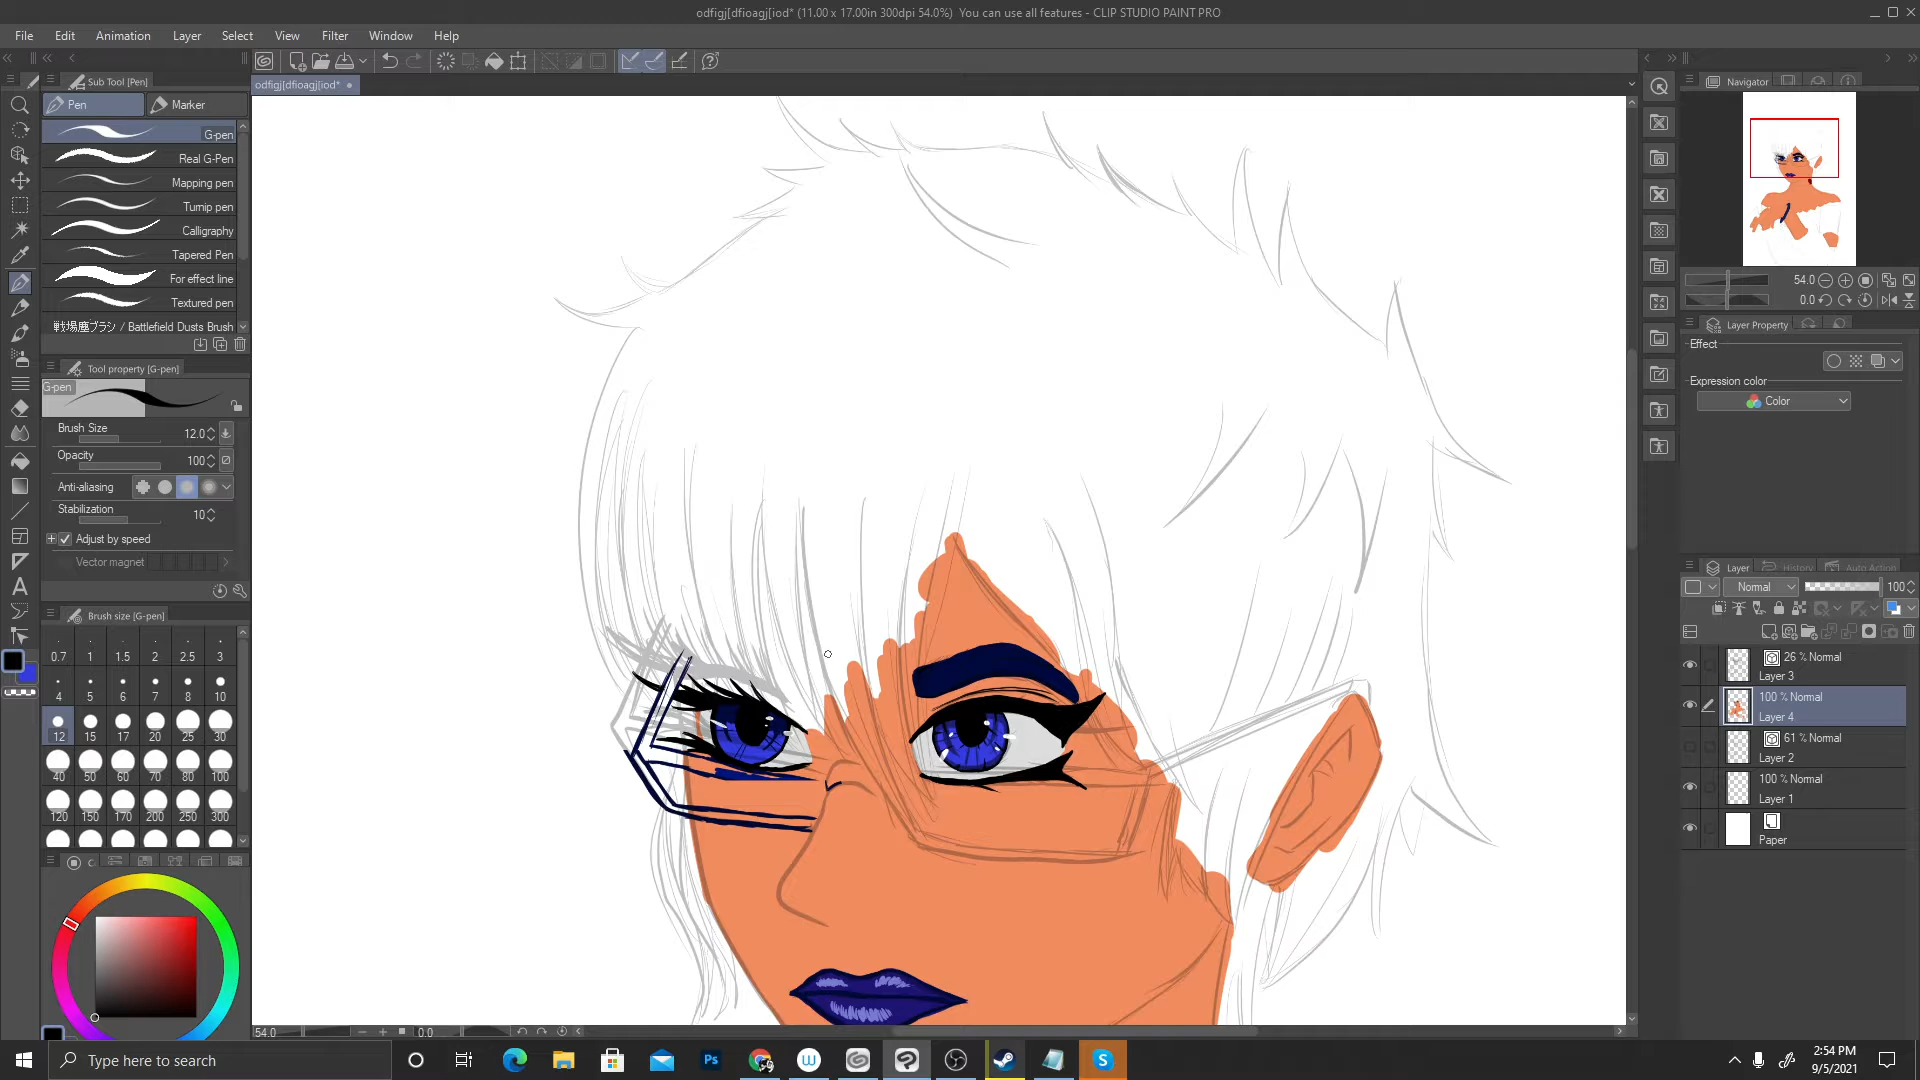 odfigj[dfioagj[iod* (11.00 x 17.00in 300dpi 54.0%)  You can use all features - CLIP STUDIO PAINT PRO
File Edit Animation Layer Select View Filter Window Help
Sub Tool [Pen]
odfigj[dfioagj[iod*
Navigator
Pen Marker
G-pen
Real G-Pen
Mapping pen
Turnip pen
Calligraphy
Tapered Pen
For effect line
Textured pen
戦場塵ブラシ / Battlefield Dusts Brush
Tool property [G-pen]
G-pen
Brush Size 12.0
Opacity 100
Anti-aliasing
Stabilization 10
Adjust by speed
Vector magnet
Brush size [G-pen]
0.7 1 1.5 2 2.5 3
4 5 6 7 8 10
12 15 17 20 25 30
40 50 60 70 80 100
120 150 170 200 250 300
54.0
0.0
Layer Property
Effect
Expression color
Color
Layer History Auto Action
Normal 100
26 % Normal
Layer 3
100 % Normal
Layer 4
61 % Normal
Layer 2
100 % Normal
Layer 1
Paper
54.0 0.0
Type here to search
2:54 PM
9/5/2021